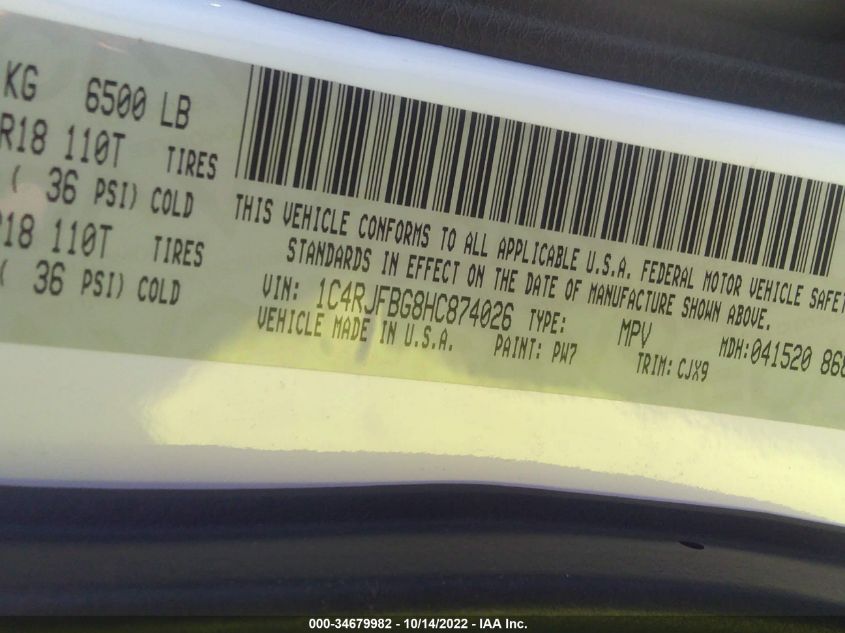 KG 6500 LB
R18 110T TIRES
( 36 PSI) COLD
R18 110T TIRES
( 36 PSI) COLD
THIS VEHICLE CONFORMS TO ALL APPLICABLE U.S.A. FEDERAL MOTOR VEHICLE SAFET
STANDARDS IN EFFECT ON THE DATE OF MANUFACTURE SHOWN ABOVE.
VIN: 1C4RJFBG8HC874026 TYPE: MPV MDH: 041520 868
VEHICLE MADE IN U.S.A. PAINT: PW7 TRIM: CJX9
000-34679982 - 10/14/2022 - IAA Inc.